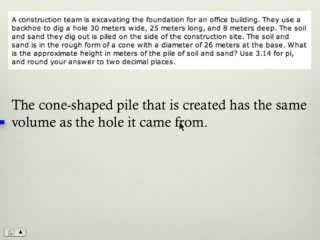 A construction team is excavating the foundation for an office building. They use a
backhoe to dig a hole 30 meters wide, 25 meters long, and 8 meters deep. The soil
and sand they dig out is piled on the side of the construction site. The soil and
sand is in the rough form of a cone with a diameter of 26 meters at the base. What
is the approximate height in meters of the pile of soil and sand? Use 3.14 for pi,
and round your answer to two decimal places.
The cone-shaped pile that is created has the same
volume as the hole it came from.